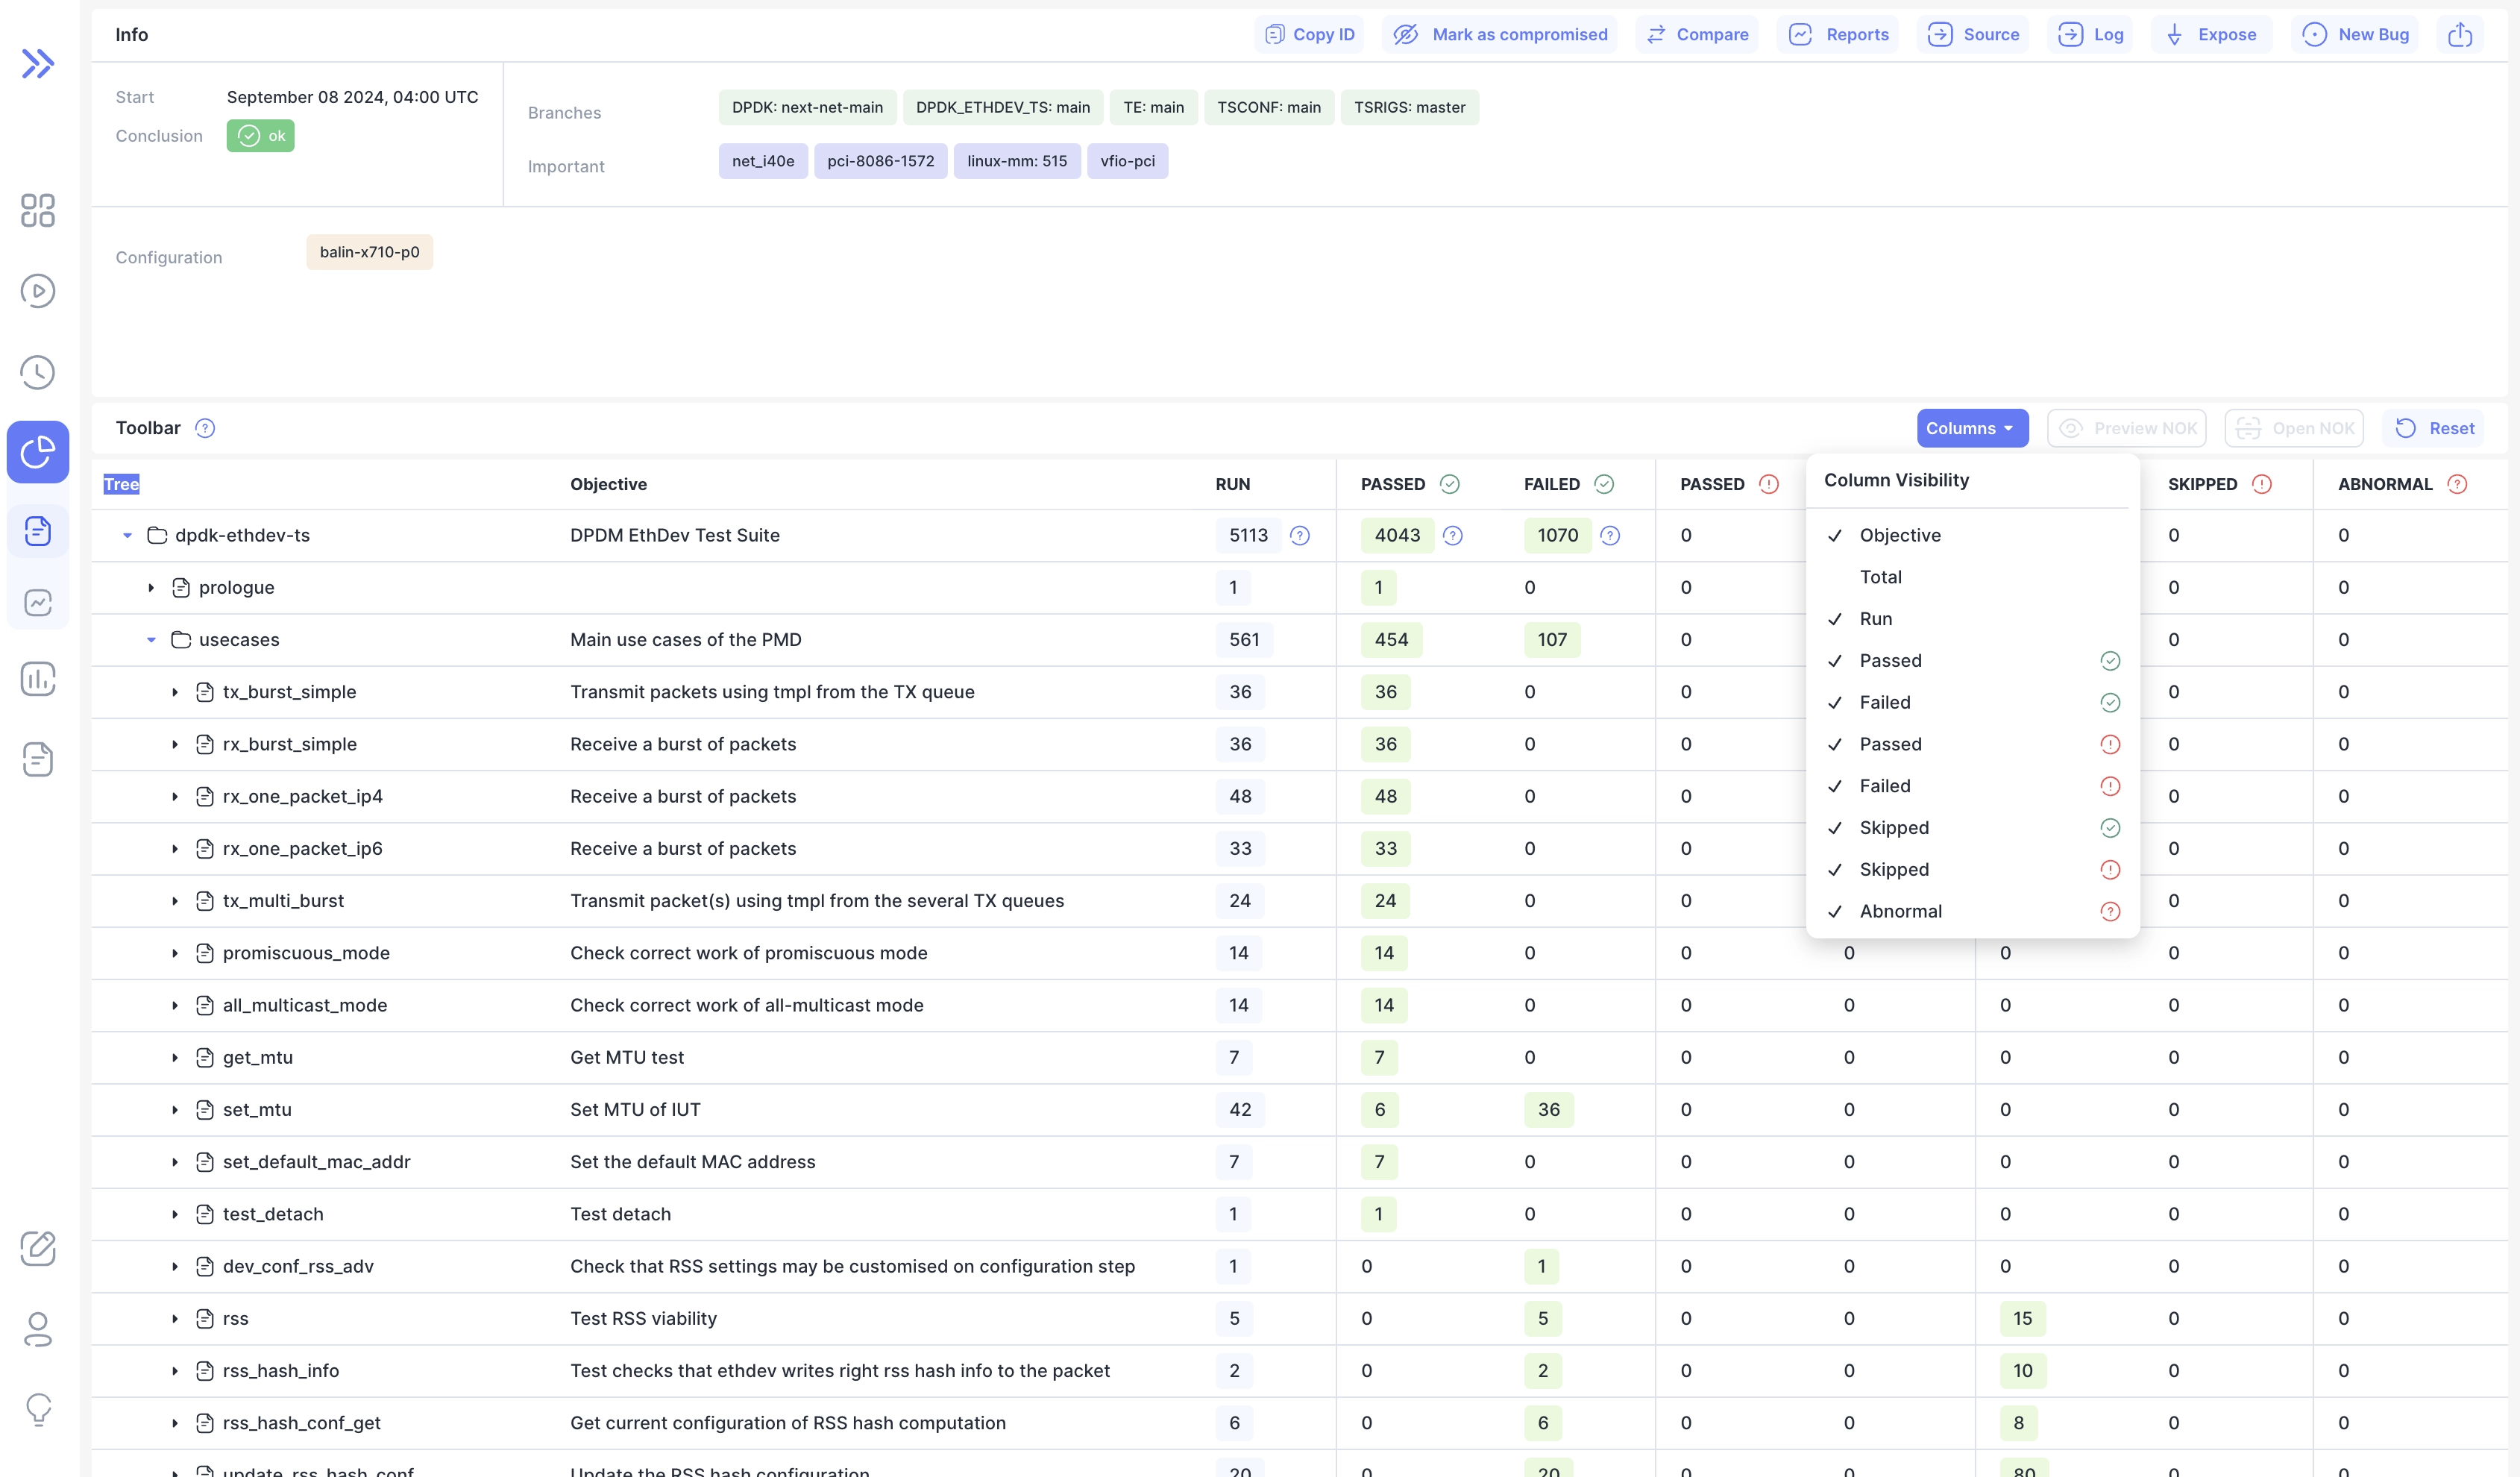 Info Copy ID Mark as compromised Compare Reports Source Log Expose New Bug
Start September 08 2024, 04:00 UTC
Conclusion ok
Branches DPDK: next-net-main DPDK_ETHDEV_TS: main TE: main TSCONF: main TSRIGS: master
Important net_i40e pci-8086-1572 linux-mm: 515 vfio-pci
Configuration balin-x710-p0
Toolbar Columns Preview NOK Open NOK Reset
Tree Objective RUN PASSED FAILED PASSED SKIPPED ABNORMAL
Column Visibility
Objective
Total
Run
Passed
Failed
Passed
Failed
Skipped
Skipped
Abnormal
dpdk-ethdev-ts DPDM EthDev Test Suite 5113 4043 1070 0 0 0
prologue 1 1 0 0 0 0
usecases Main use cases of the PMD 561 454 107 0 0 0
tx_burst_simple Transmit packets using tmpl from the TX queue 36 36 0 0 0 0
rx_burst_simple Receive a burst of packets 36 36 0 0 0 0
rx_one_packet_ip4 Receive a burst of packets 48 48 0 0 0 0
rx_one_packet_ip6 Receive a burst of packets 33 33 0 0 0 0
tx_multi_burst Transmit packet(s) using tmpl from the several TX queues 24 24 0 0 0 0
promiscuous_mode Check correct work of promiscuous mode 14 14 0 0 0 0 0 0
all_multicast_mode Check correct work of all-multicast mode 14 14 0 0 0 0 0 0
get_mtu Get MTU test 7 7 0 0 0 0 0 0
set_mtu Set MTU of IUT 42 6 36 0 0 0 0 0
set_default_mac_addr Set the default MAC address 7 7 0 0 0 0 0 0
test_detach Test detach 1 1 0 0 0 0 0 0
dev_conf_rss_adv Check that RSS settings may be customised on configuration step 1 0 1 0 0 0 0 0
rss Test RSS viability 5 0 5 0 0 15 0 0
rss_hash_info Test checks that ethdev writes right rss hash info to the packet 2 0 2 0 0 10 0 0
rss_hash_conf_get Get current configuration of RSS hash computation 6 0 6 0 0 8 0 0
update_rss_hash_conf Update the RSS hash configuration 20 0 20 0 0 80 0 0